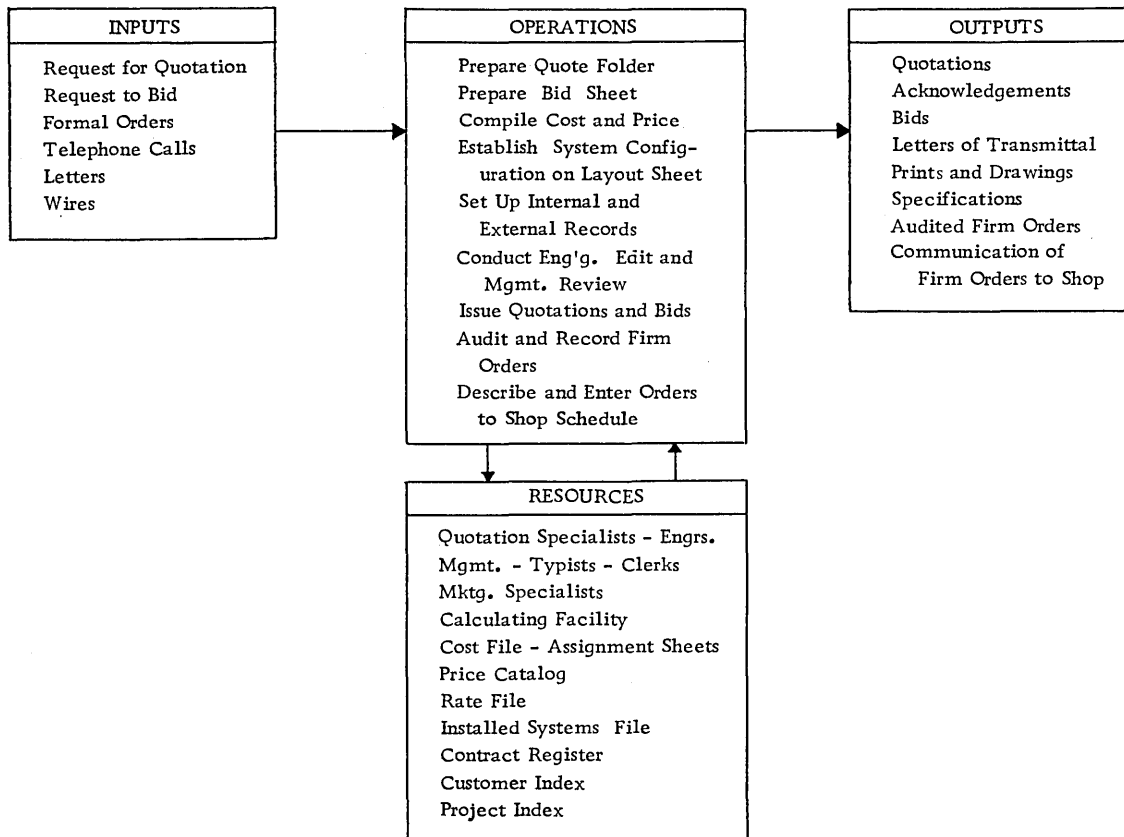 INPUTS
Request for Quotation
Request to Bid
Formal Orders
Telephone Calls
Letters
Wires
OPERATIONS
Prepare Quote Folder
Prepare Bid Sheet
Compile Cost and Price
Establish System Config-
uration on Layout Sheet
Set Up Internal and
External Records
Conduct Eng'g. Edit and
Mgmt. Review
Issue Quotations and Bids
Audit and Record Firm
Orders
Describe and Enter Orders
to Shop Schedule
OUTPUTS
Quotations
Acknowledgements
Bids
Letters of Transmittal
Prints and Drawings
Specifications
Audited Firm Orders
Communication of
Firm Orders to Shop
RESOURCES
Quotation Specialists - Engrs.
Mgmt. - Typists - Clerks
Mktg. Specialists
Calculating Facility
Cost File - Assignment Sheets
Price Catalog
Rate File
Installed Systems File
Contract Register
Customer Index
Project Index